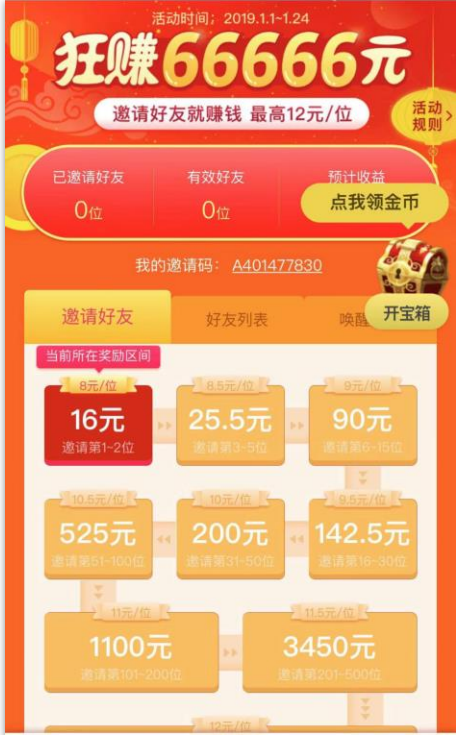 活动时间；2019.1.1~1.24
狂赚66666元
邀请好友就赚钱 最高12元/位
活动
规则
已邀请好友
有效好友
预计收益
0位
0位
点我领金币
我的邀请码： A401477830
开宝箱
邀请好友
好友列表
唤醒
当前所在奖励区间
8元/位
8.5元/位
9元/位
16元
25.5元
90元
邀请第1~2位
邀请第3~5位
邀请第6~15位
10.5元/位
10元/位
9.5元/位
525元
200元
142.5元
邀请第51~100位
邀请第31~50位
邀请第16~30位
11元/位
11.5元/位
1100元
3450元
邀请第101~200位
邀请第201~500位
12元/位